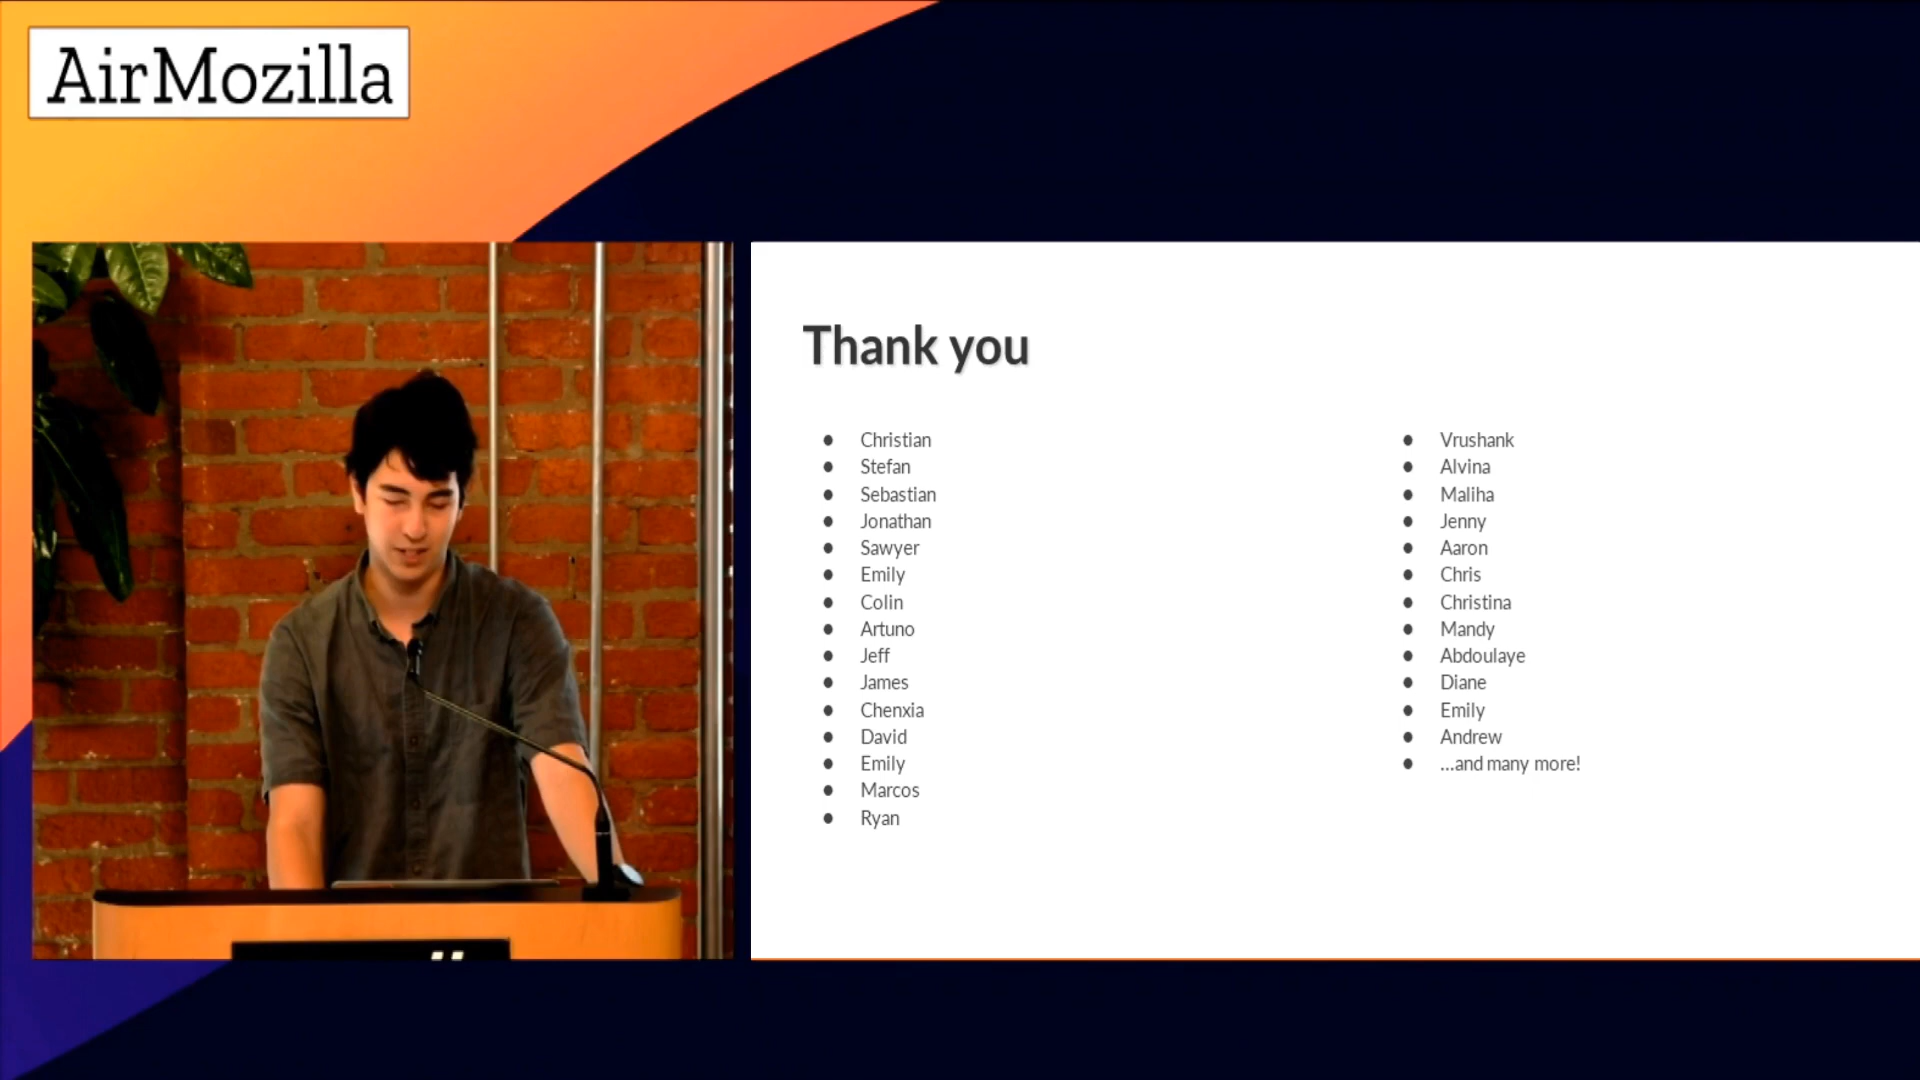 AirMozilla
Thank you
Christian
Stefan
Sebastian
Jonathan
Sawyer
Emily
Colin
Artuno
Jeff
James
Chenxia
David
Emily
Marcos
Ryan
Vrushank
Alvina
Maliha
Jenny
Aaron
Chris
Christina
Mandy
Abdoulaye
Diane
Emily
Andrew
...and many more!